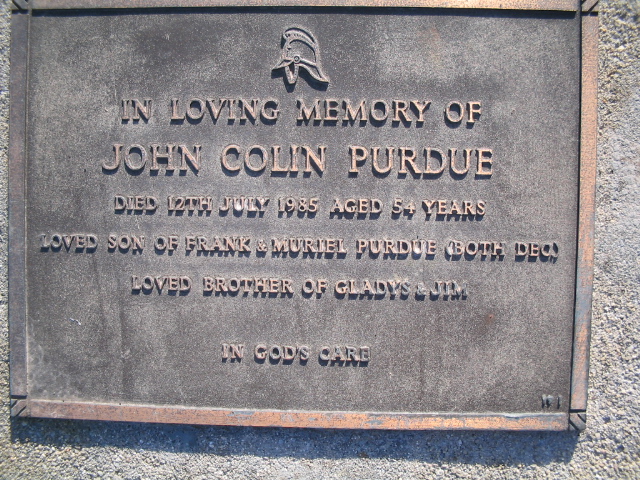 IN LOVING MEMORY OF
JOHN COLIN PURDUE
DIED 12TH JULY 1985 AGED 54 YEARS
LOVED SON OF FRANK & MURIEL PURDUE (BOTH DEC.)
LOVED BROTHER OF GLADYS & JIM
IN GOD'S CARE